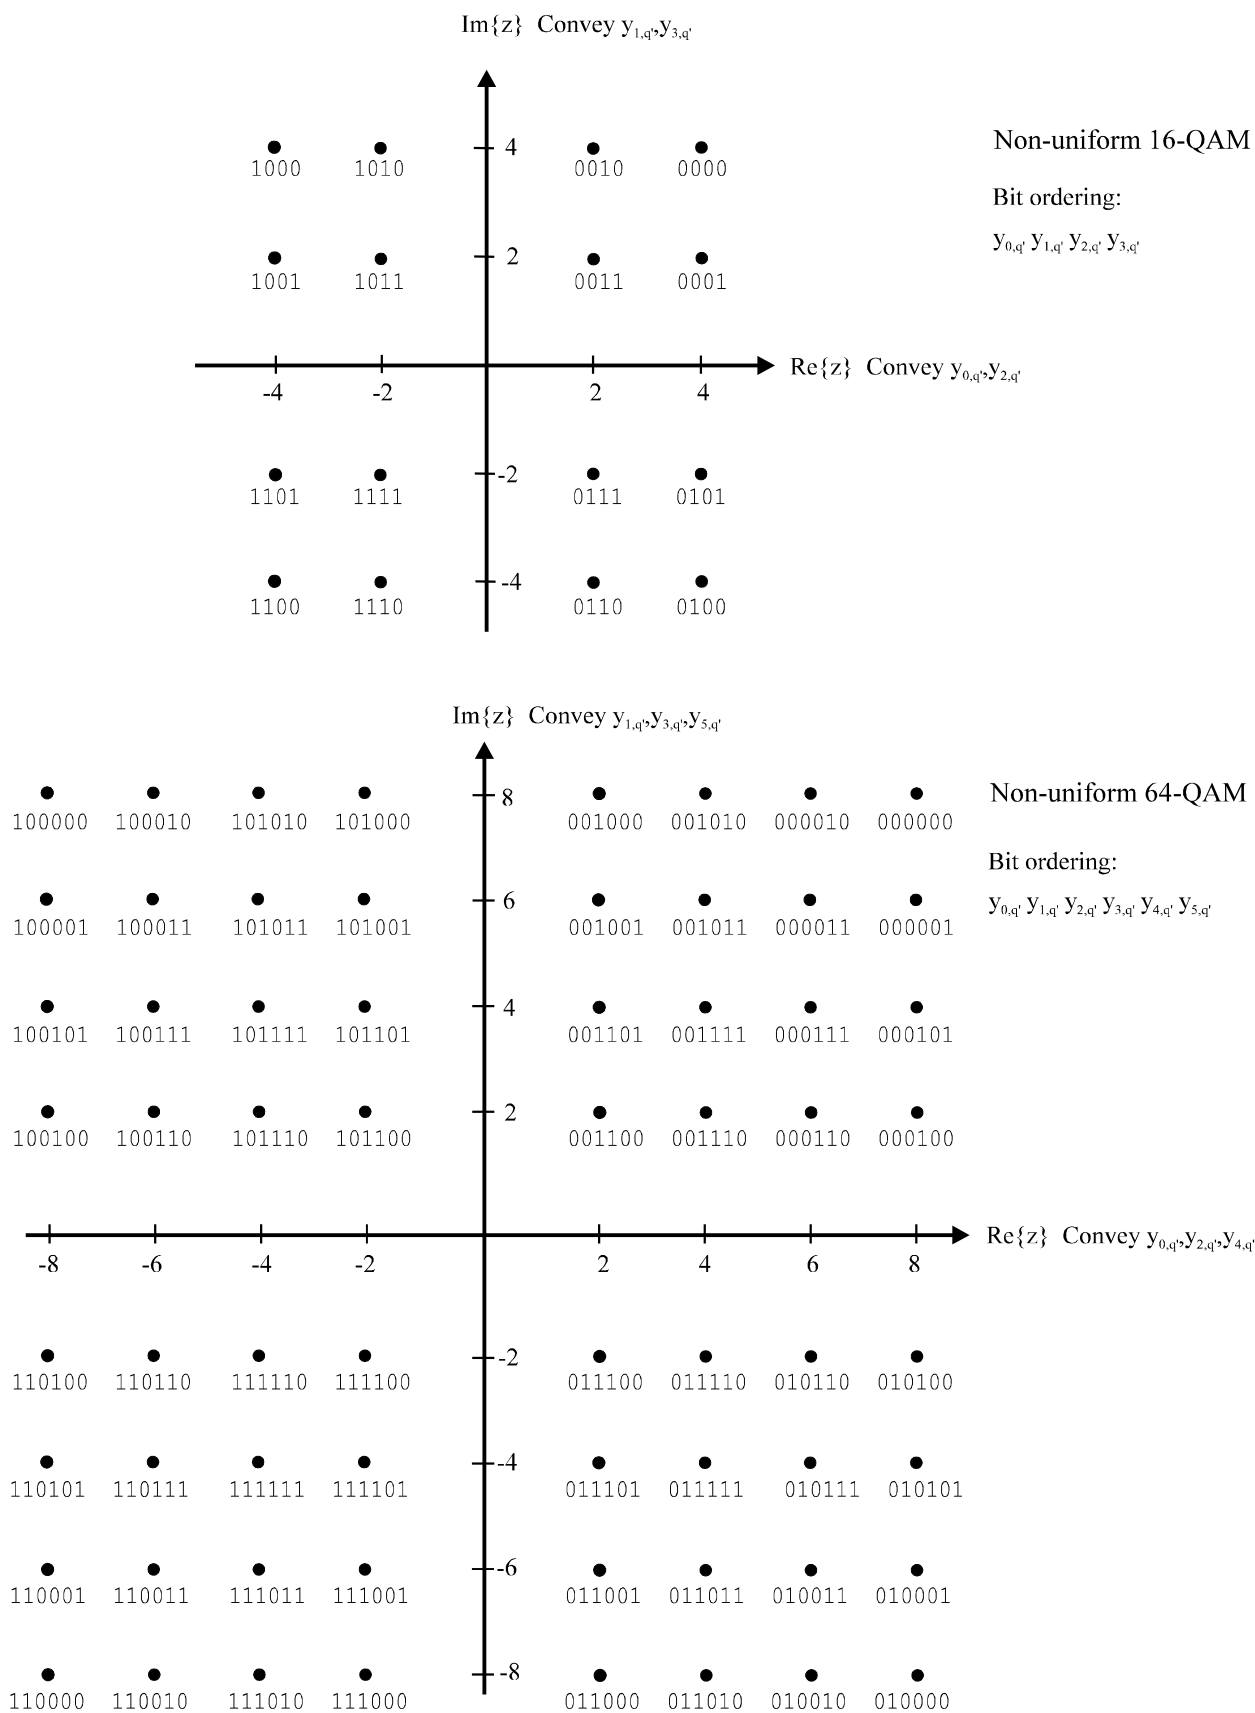 Im{z} Convey y1,q',y3,q'
4
Non-uniform 16-QAM
1000 1010 0010 0000
Bit ordering:
y0,q' y1,q' y2,q' y3,q'
2
1001 1011 0011 0001
Re{z} Convey y0,q',y2,q'
-4 -2 2 4
-2
1101 1111 0111 0101
-4
1100 1110 0110 0100
Im{z} Convey y1,q',y3,q',y5,q'
8
Non-uniform 64-QAM
100000 100010 101010 101000 001000 001010 000010 000000
Bit ordering:
y0,q' y1,q' y2,q' y3,q' y4,q' y5,q'
6
100001 100011 101011 101001 001001 001011 000011 000001
4
100101 100111 101111 101101 001101 001111 000111 000101
2
100100 100110 101110 101100 001100 001110 000110 000100
Re{z} Convey y0,q',y2,q',y4,q'
-8 -6 -4 -2 2 4 6 8
-2
110100 110110 111110 111100 011100 011110 010110 010100
-4
110101 110111 111111 111101 011101 011111 010111 010101
-6
110001 110011 111011 111001 011001 011011 010011 010001
-8
110000 110010 111010 111000 011000 011010 010010 010000